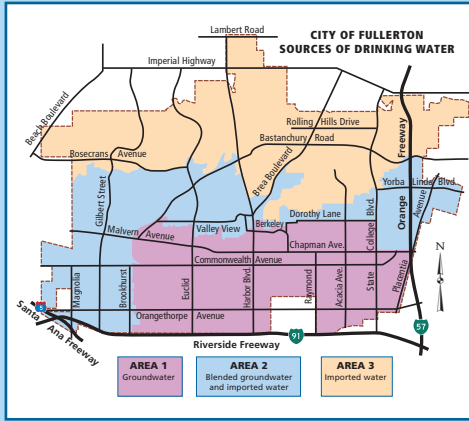 CITY OF FULLERTON
SOURCES OF DRINKING WATER
Lambert Road
Imperial Highway
Beach Boulevard
Rolling Hills Drive
Bastanchury Road
Bosecrans Avenue
Brea Boulevard
Freeway
Yorba Linda Blvd.
Gilbert Street
Dorothy Lane
Berkeley
Valley View
Malvern Avenue
College Blvd.
Orange
Avenue
Chapman Ave.
Commonwealth Avenue
N
Magnolia
Brookhurst
Euclid
Harbor Blvd.
Raymond
Acacia Ave.
State
Placentia
Orangethorpe Avenue
5
Santa Ana Freeway
Riverside Freeway
91
57
AREA 1
Groundwater
AREA 2
Blended groundwater
and imported water
AREA 3
Imported water